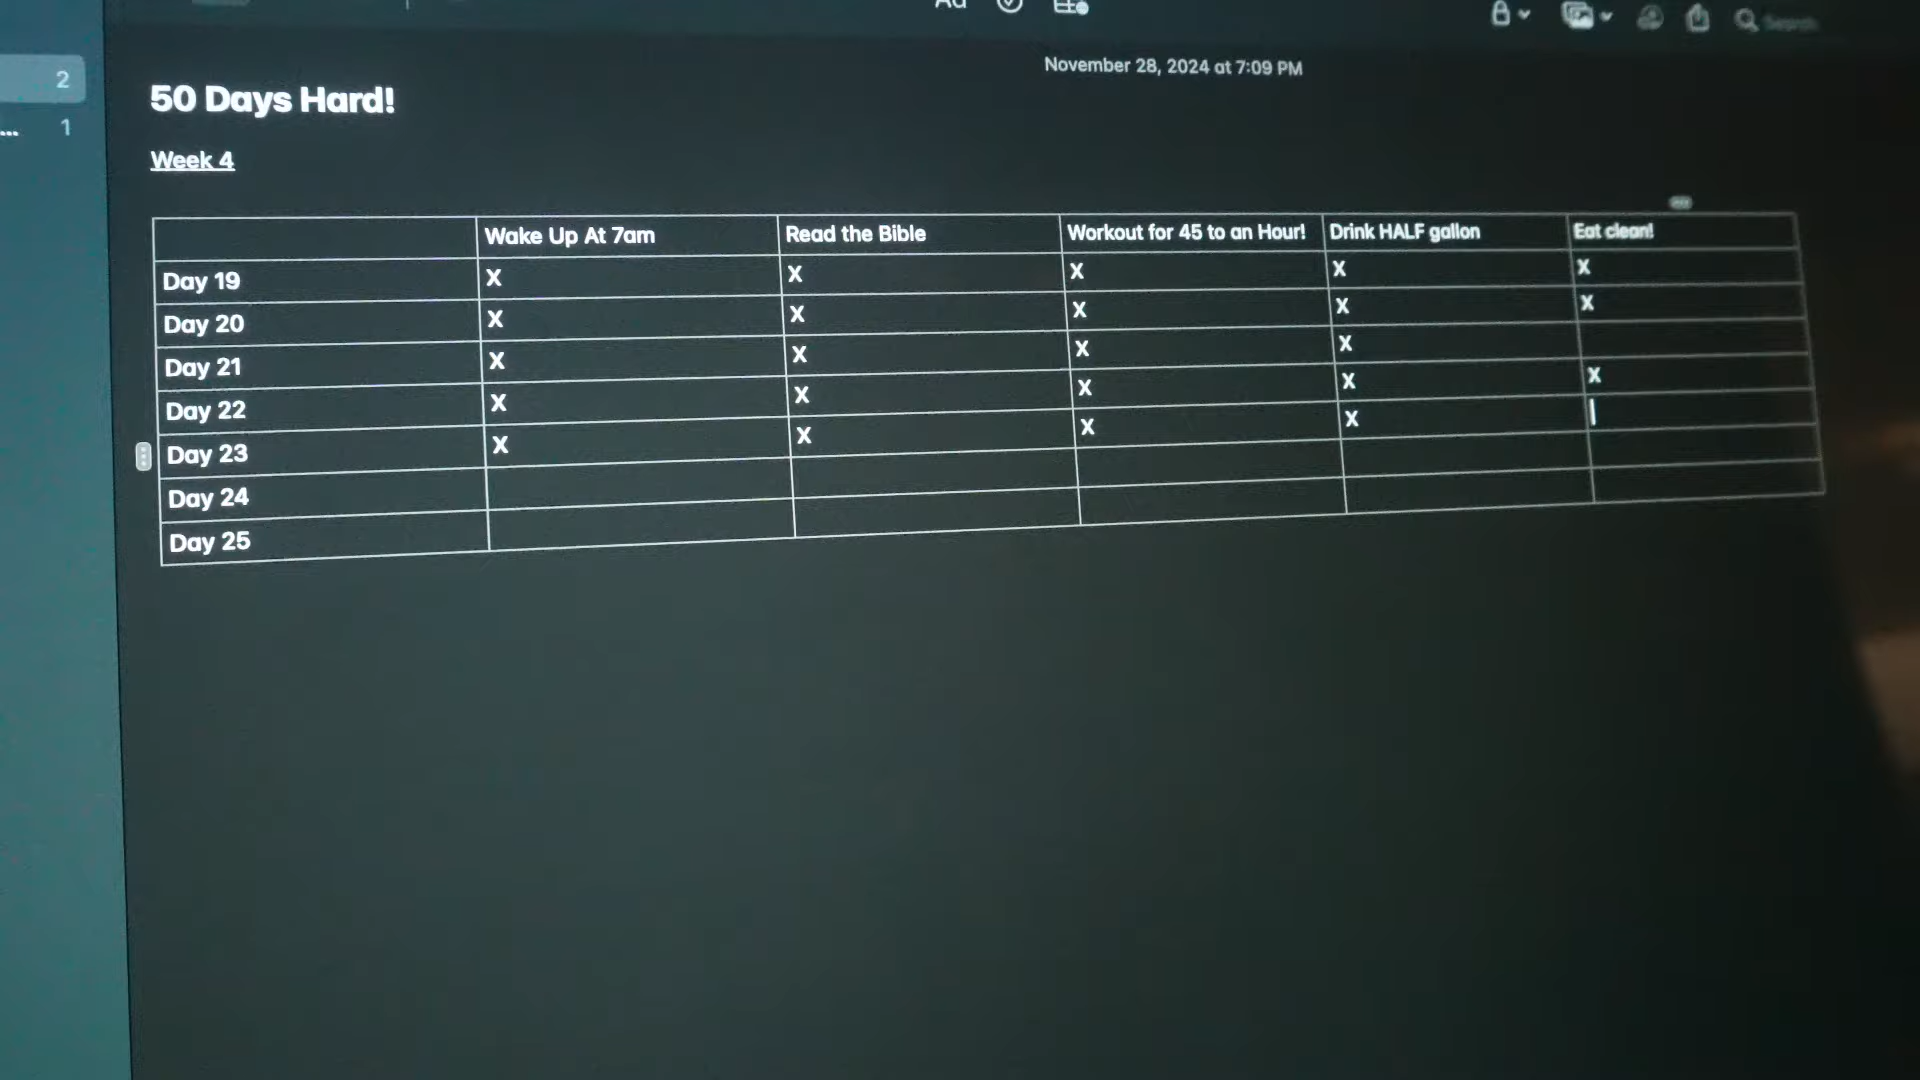 2
... 1
November 28, 2024 at 7:09 PM
50 Days Hard!
Week 4
Wake Up At 7am Read the Bible Workout for 45 to an Hour! Drink HALF gallon Eat clean!
Day 19 X X X X X
Day 20 X X X X X
Day 21 X X X X
Day 22 X X X X X
Day 23 X X X X
Day 24
Day 25
Aa
Search